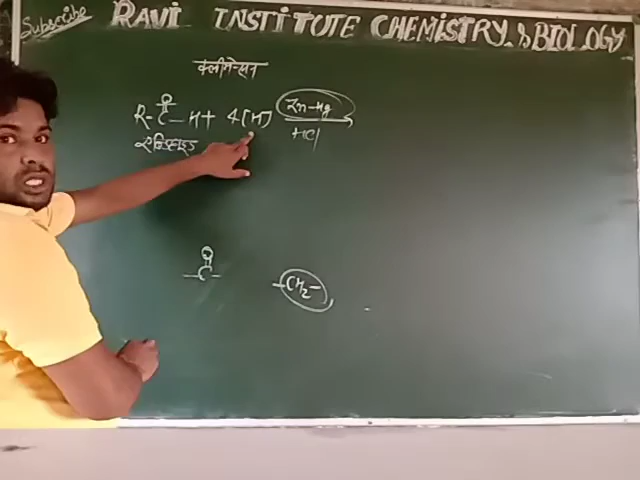 Subscribe
RAVI INSTITUTE CHEMISTRY & BIOLOGY
क्लीमेन्सन
O
R-C-H+ 4[H] Zn-Hg
HCl
एल्डिहाइड
O
-C-
-CH2-